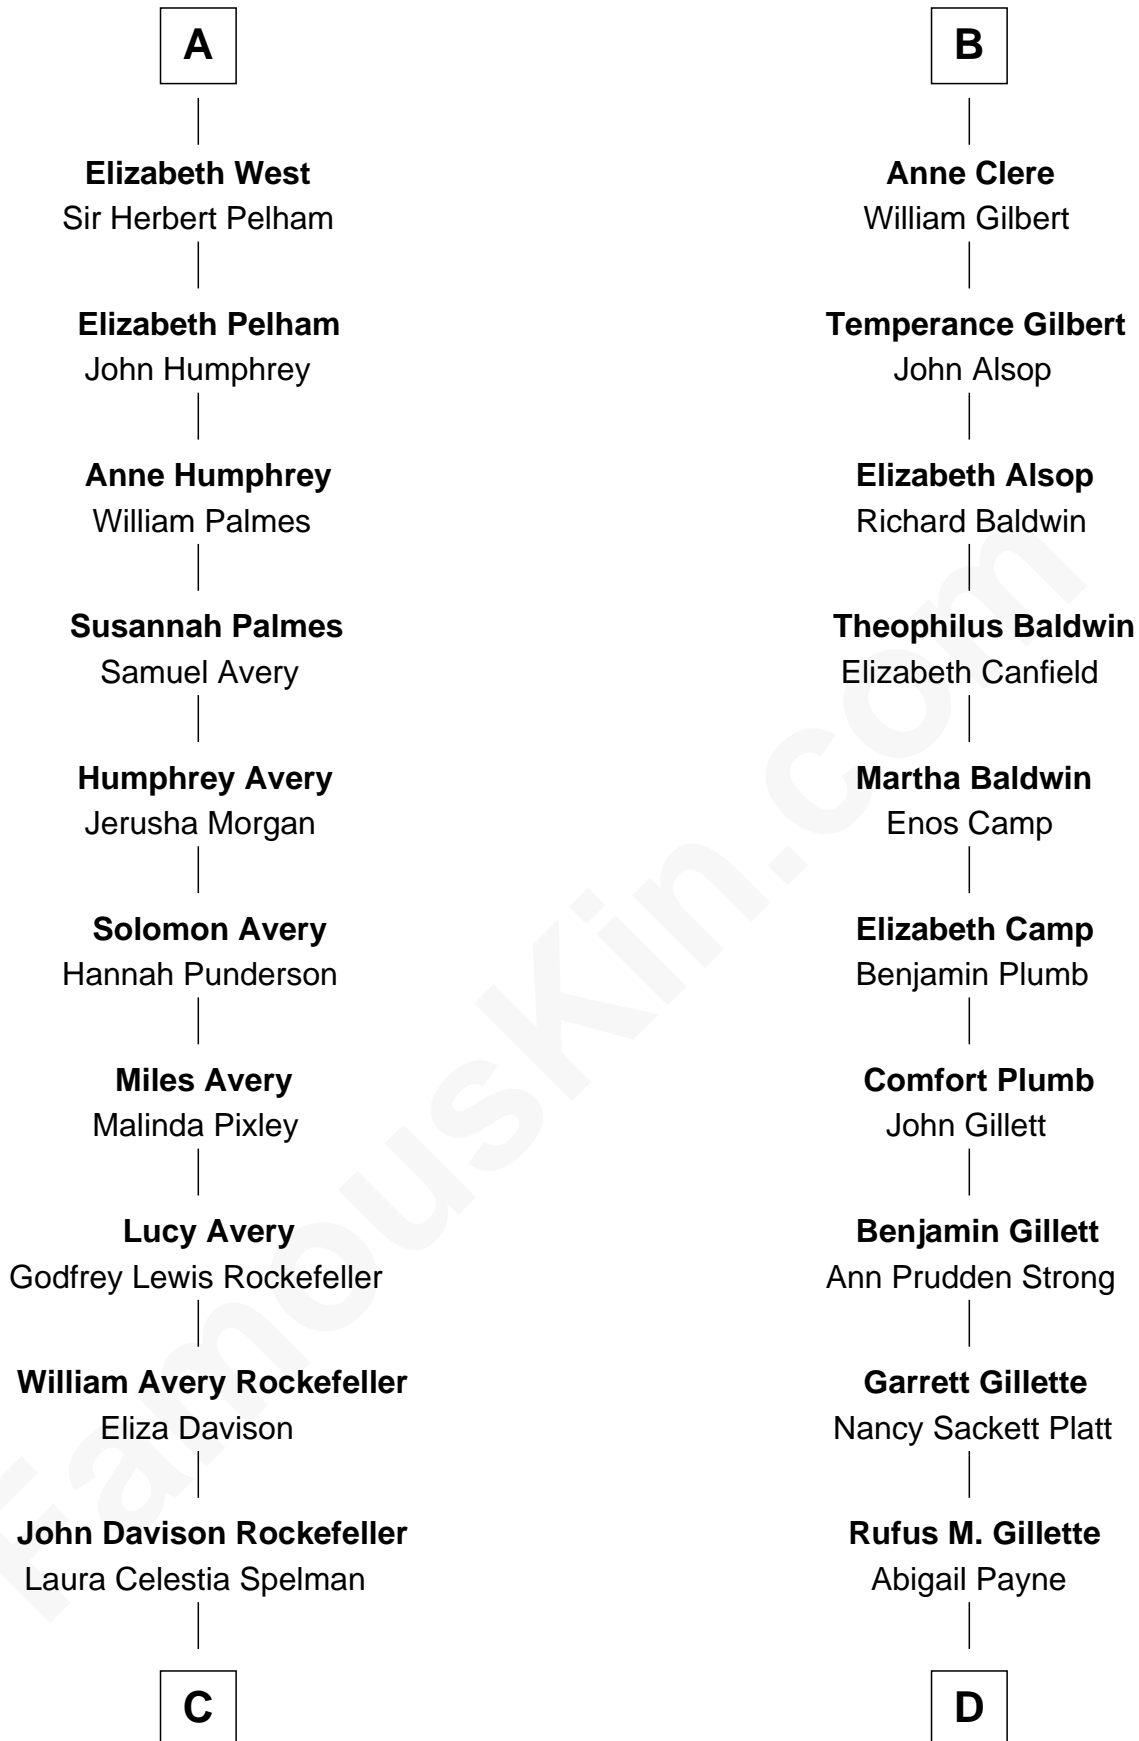 A
Elizabeth West
Sir Herbert Pelham
Elizabeth Pelham
John Humphrey
Anne Humphrey
William Palmes
Susannah Palmes
Samuel Avery
Humphrey Avery
Jerusha Morgan
Solomon Avery
Hannah Punderson
Miles Avery
Malinda Pixley
Lucy Avery
Godfrey Lewis Rockefeller
William Avery Rockefeller
Eliza Davison
John Davison Rockefeller
Laura Celestia Spelman
C
B
Anne Clere
William Gilbert
Temperance Gilbert
John Alsop
Elizabeth Alsop
Richard Baldwin
Theophilus Baldwin
Elizabeth Canfield
Martha Baldwin
Enos Camp
Elizabeth Camp
Benjamin Plumb
Comfort Plumb
John Gillett
Benjamin Gillett
Ann Prudden Strong
Garrett Gillette
Nancy Sackett Platt
Rufus M. Gillette
Abigail Payne
D
FamousKin.com